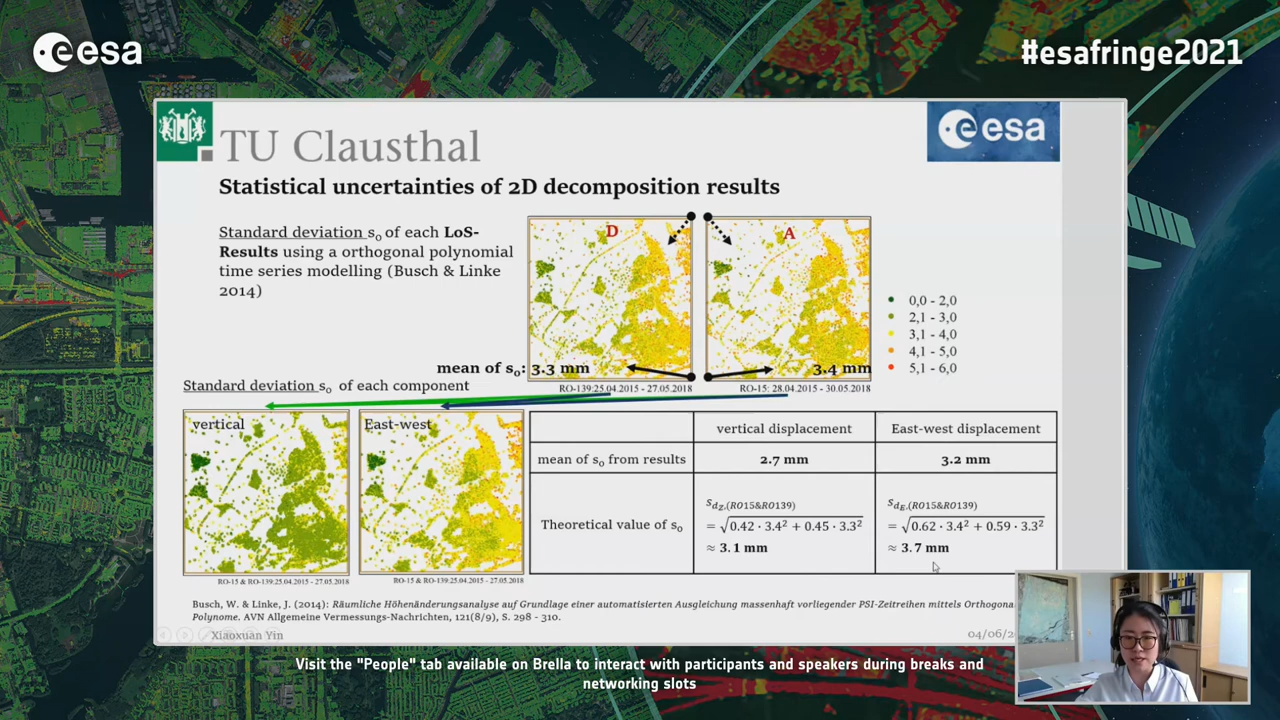 esa
#esafringe2021
TU Clausthal
esa
Statistical uncertainties of 2D decomposition results
Standard deviation s₀ of each LoS-
Results using a orthogonal polynomial
time series modelling (Busch & Linke
2014)
D
A
0,0 - 2,0
2,1 - 3,0
3,1 - 4,0
4,1 - 5,0
5,1 - 6,0
mean of s₀: 3.3 mm
3.4 mm
RO-139:25.04.2015 - 27.05.2018
RO-15: 28.04.2015 - 30.05.2018
Standard deviation s₀ of each component
vertical
East-west
RO-15 & RO-139:25.04.2015 - 27.05.2018
RO-15 & RO-139:25.04.2015 - 27.05.2018
vertical displacement
East-west displacement
mean of s₀ from results
2.7 mm
3.2 mm
Theoretical value of s₀
s_dZ,(RO15&RO139)
= √0.42 · 3.4² + 0.45 · 3.3²
≈ 3.1 mm
s_dE,(RO15&RO139)
= √0.62 · 3.4² + 0.59 · 3.3²
≈ 3.7 mm
Busch, W. & Linke, J. (2014): Räumliche Höhenänderungsanalyse auf Grundlage einer automatisierten Ausgleichung massenhaft vorliegender PSI-Zeitreihen mittels Orthogona
Polynome. AVN Allgemeine Vermessungs-Nachrichten, 121(8/9), S. 298 - 310.
Xiaoxuan Yin
04/06/2
Visit the "People" tab available on Brella to interact with participants and speakers during breaks and
networking slots